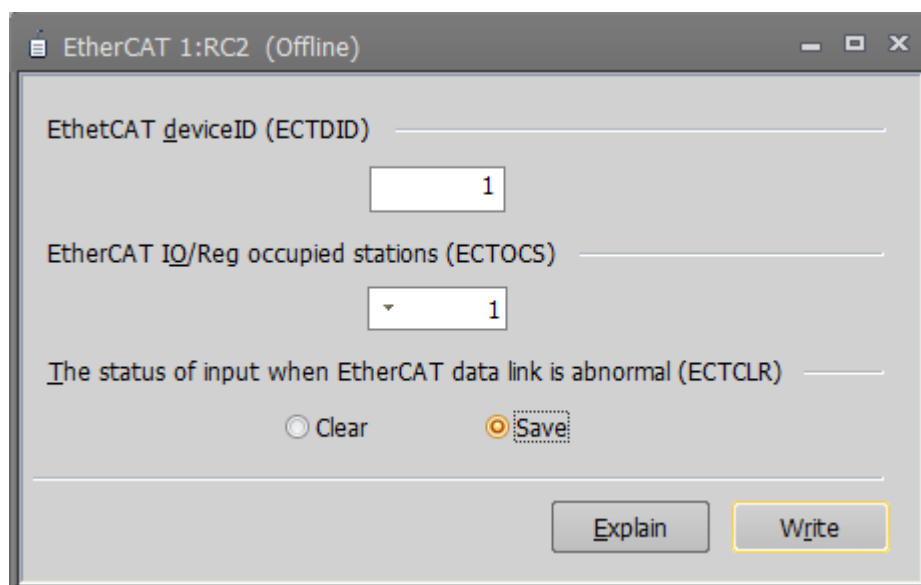 EtherCAT 1:RC2 (Offline)
EthetCAT deviceID (ECTDID)
1
EtherCAT IO/Reg occupied stations (ECTOCS)
1
The status of input when EtherCAT data link is abnormal (ECTCLR)
Clear Save
Explain Write